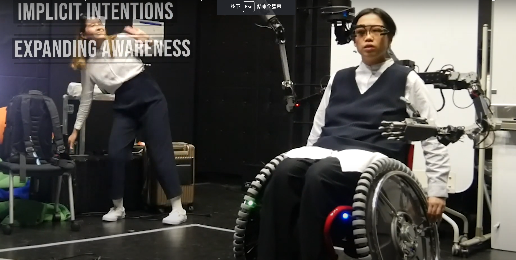 IMPLICIT INTENTIONS
EXPANDING AWARENESS